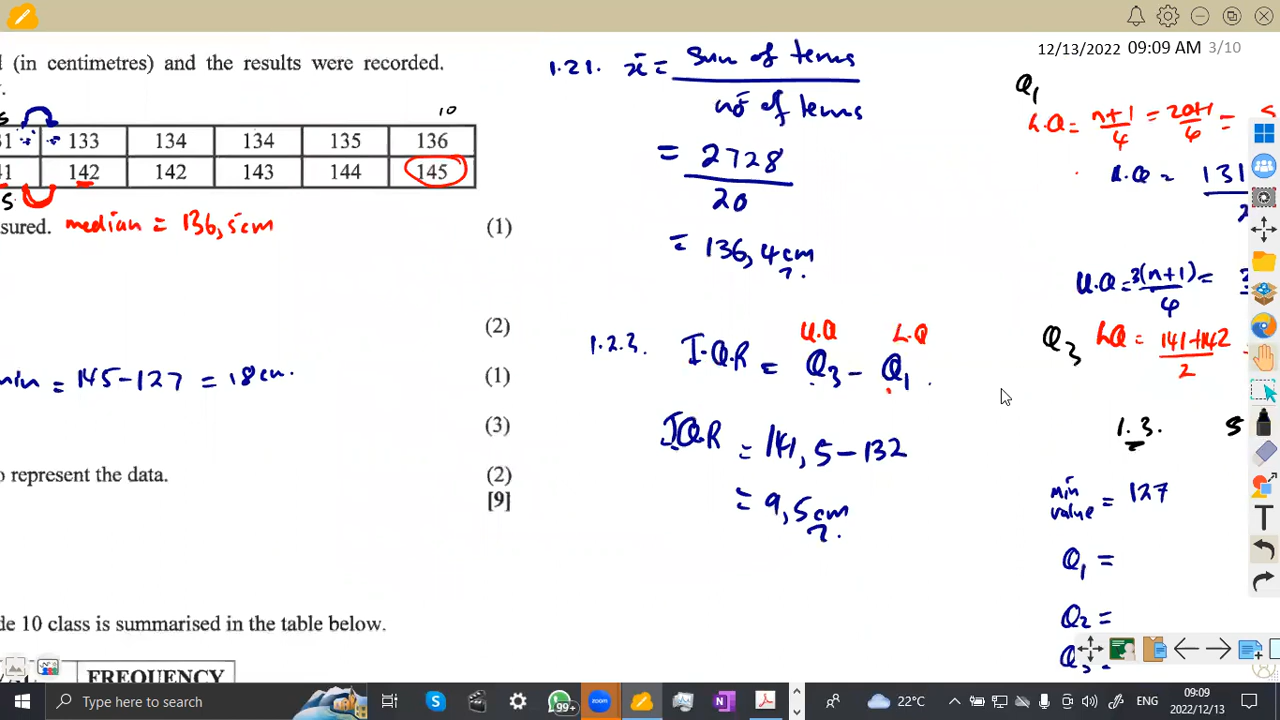 12/13/2022 09:09 AM 3/10
(in centimetres) and the results were recorded.
10
133 134 134 135 136
142 142 143 144 145
sured. median = 136,5cm (1)
(2)
min = 145-127 = 18cm. (1)
(3)
o represent the data. (2)
[9]
de 10 class is summarised in the table below.
FREQUENCY
1.2.1. x̄ = sum of terms
no of terms
= 2728
20
= 136,4cm
1.2.3. I.Q.R = Q3 - Q1
U.Q L.Q
IQR = 141,5-132
= 9,5cm
Q1
L.Q = n+1 = 20+1 =
4
U.Q = 131
2
U.Q = 3(n+1) =
4
Q3 LQ = 141+142
2
1.3. 5
min value = 127
Q1 =
Q2 =
Q3 =
Type here to search
99+
22°C
ENG
09:09
2022/12/13